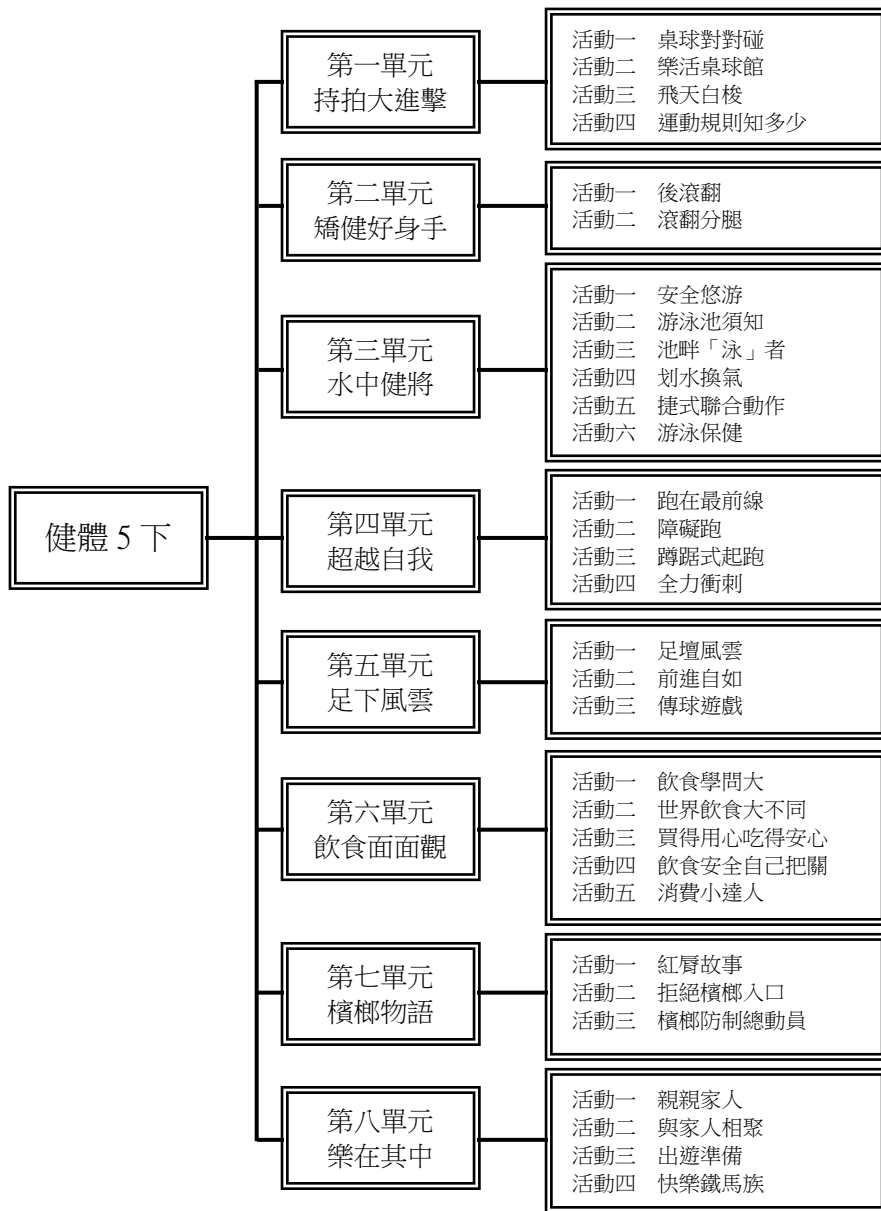 健體 5 下
第一單元
持拍大進擊
活動一 桌球對對碰
活動二 樂活桌球館
活動三 飛天白梭
活動四 運動規則知多少
第二單元
矯健好身手
活動一 後滾翻
活動二 滾翻分腿
第三單元
水中健將
活動一 安全悠游
活動二 游泳池須知
活動三 池畔「泳」者
活動四 划水換氣
活動五 捷式聯合動作
活動六 游泳保健
第四單元
超越自我
活動一 跑在最前線
活動二 障礙跑
活動三 蹲踞式起跑
活動四 全力衝刺
第五單元
足下風雲
活動一 足壇風雲
活動二 前進自如
活動三 傳球遊戲
第六單元
飲食面面觀
活動一 飲食學問大
活動二 世界飲食大不同
活動三 買得用心吃得安心
活動四 飲食安全自己把關
活動五 消費小達人
第七單元
檳榔物語
活動一 紅脣故事
活動二 拒絕檳榔入口
活動三 檳榔防制總動員
第八單元
樂在其中
活動一 親親家人
活動二 與家人相聚
活動三 出遊準備
活動四 快樂鐵馬族